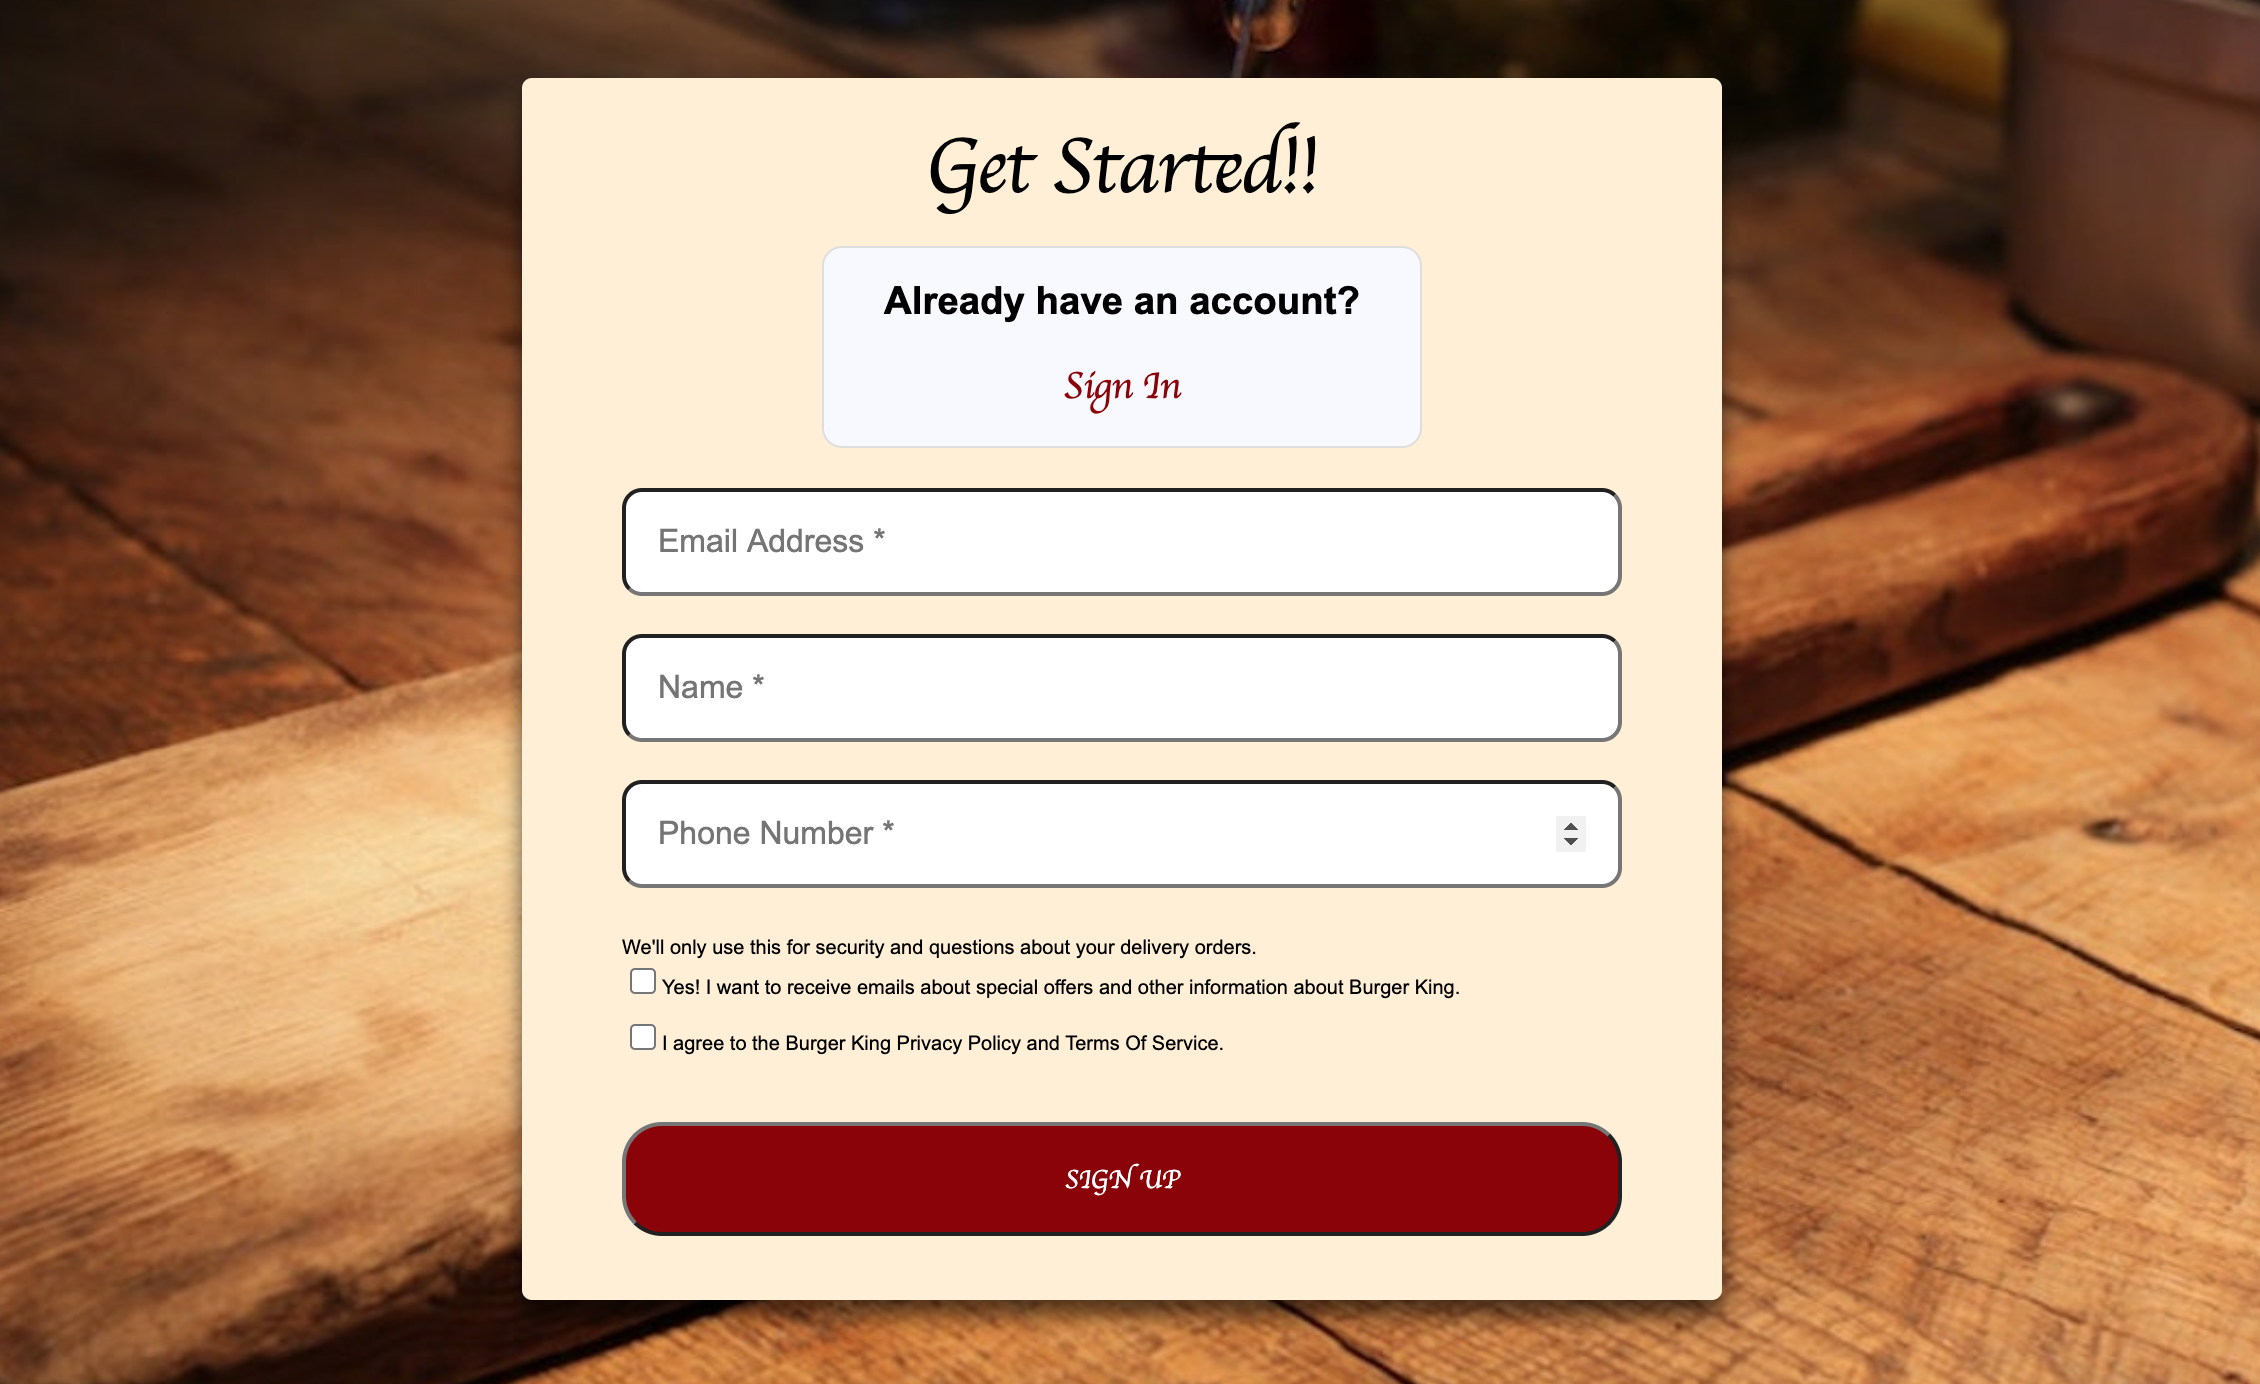 Get Started!!
Already have an account?
Sign In
Email Address *
Name *
Phone Number *
We'll only use this for security and questions about your delivery orders.
Yes! I want to receive emails about special offers and other information about Burger King.
I agree to the Burger King Privacy Policy and Terms Of Service.
SIGN UP